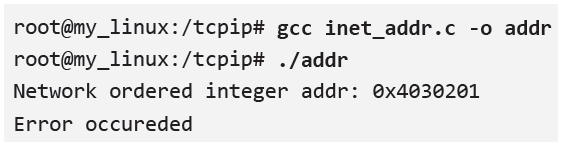 root@my_linux:/tcpip# gcc inet_addr.c -o addr
root@my_linux:/tcpip# ./addr
Network ordered integer addr: 0x4030201
Error occureded